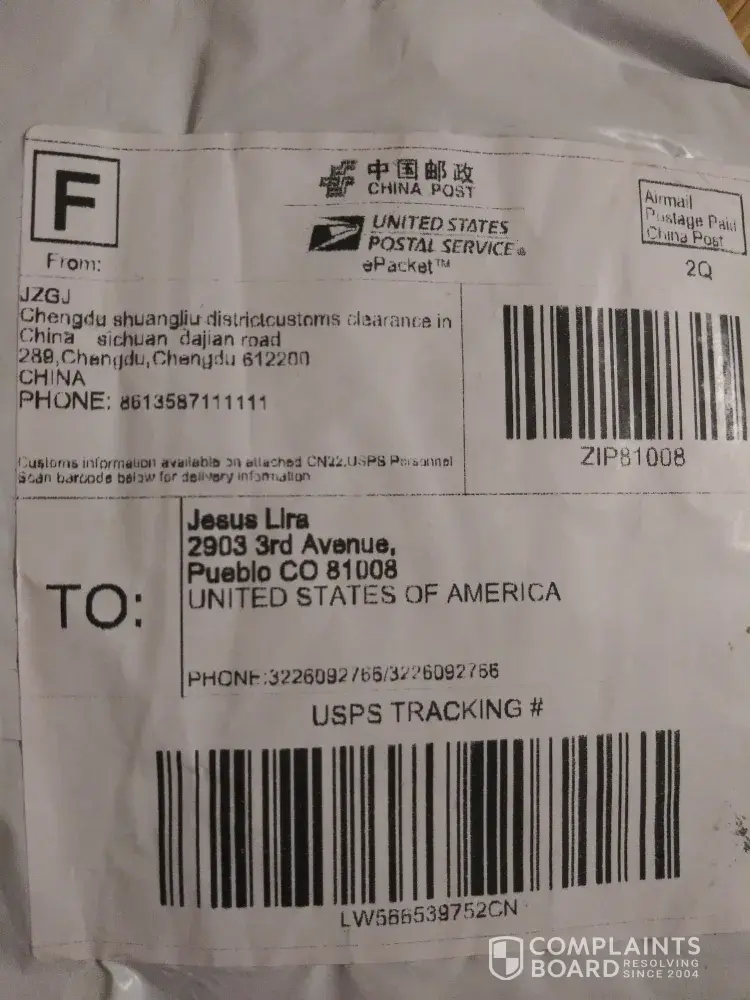 F
中国邮政
CHINA POST
UNITED STATES
POSTAL SERVICE®
ePacket™
Airmail
Postage Paid
China Post
2Q
From:
JZGJ
Chengdu shuangliu districtcustoms clearance in
China sichuan dajian road
289,Chengdu,Chengdu 612200
CHINA
PHONE: 8613587111111
Customs information available on attached CN22.USPS Personnel
Scan barcode below for delivery information
ZIP81008
TO:
Jesus Lira
2903 3rd Avenue,
Pueblo CO 81008
UNITED STATES OF AMERICA
PHONE:3226092766/3226092766
USPS TRACKING #
LW566539752CN
COMPLAINTS
BOARD RESOLVING
SINCE 2004